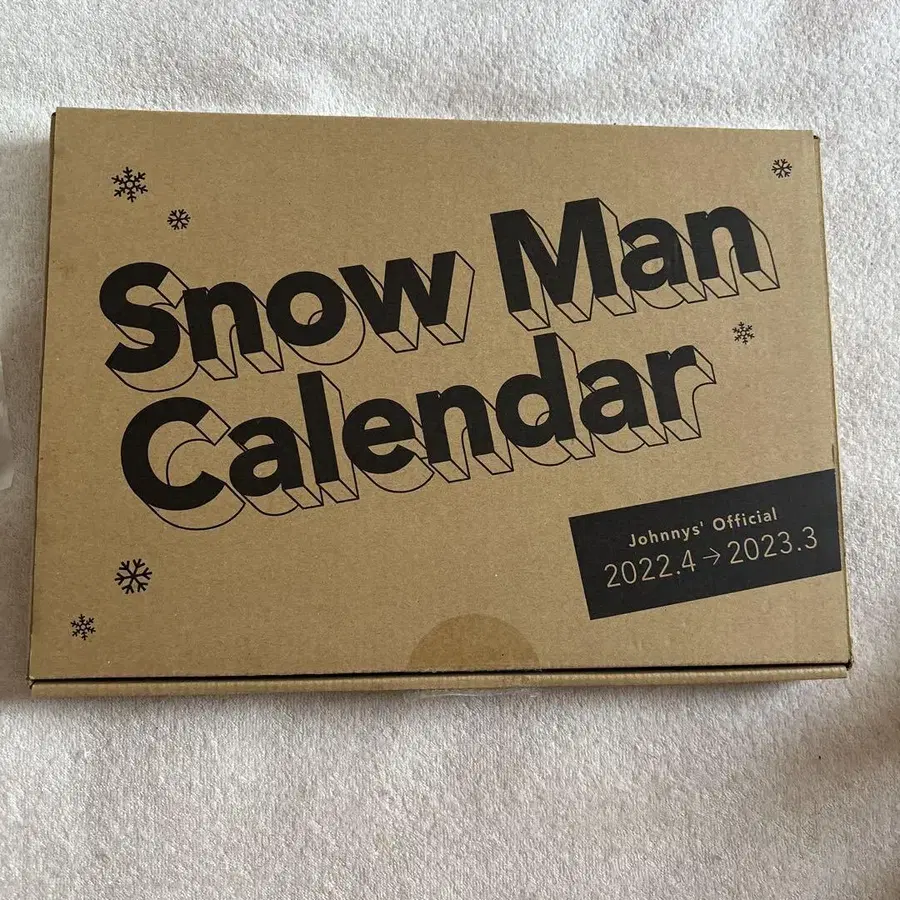 Snow Man
Calendar
Johnnys' Official
2022.4→2023.3